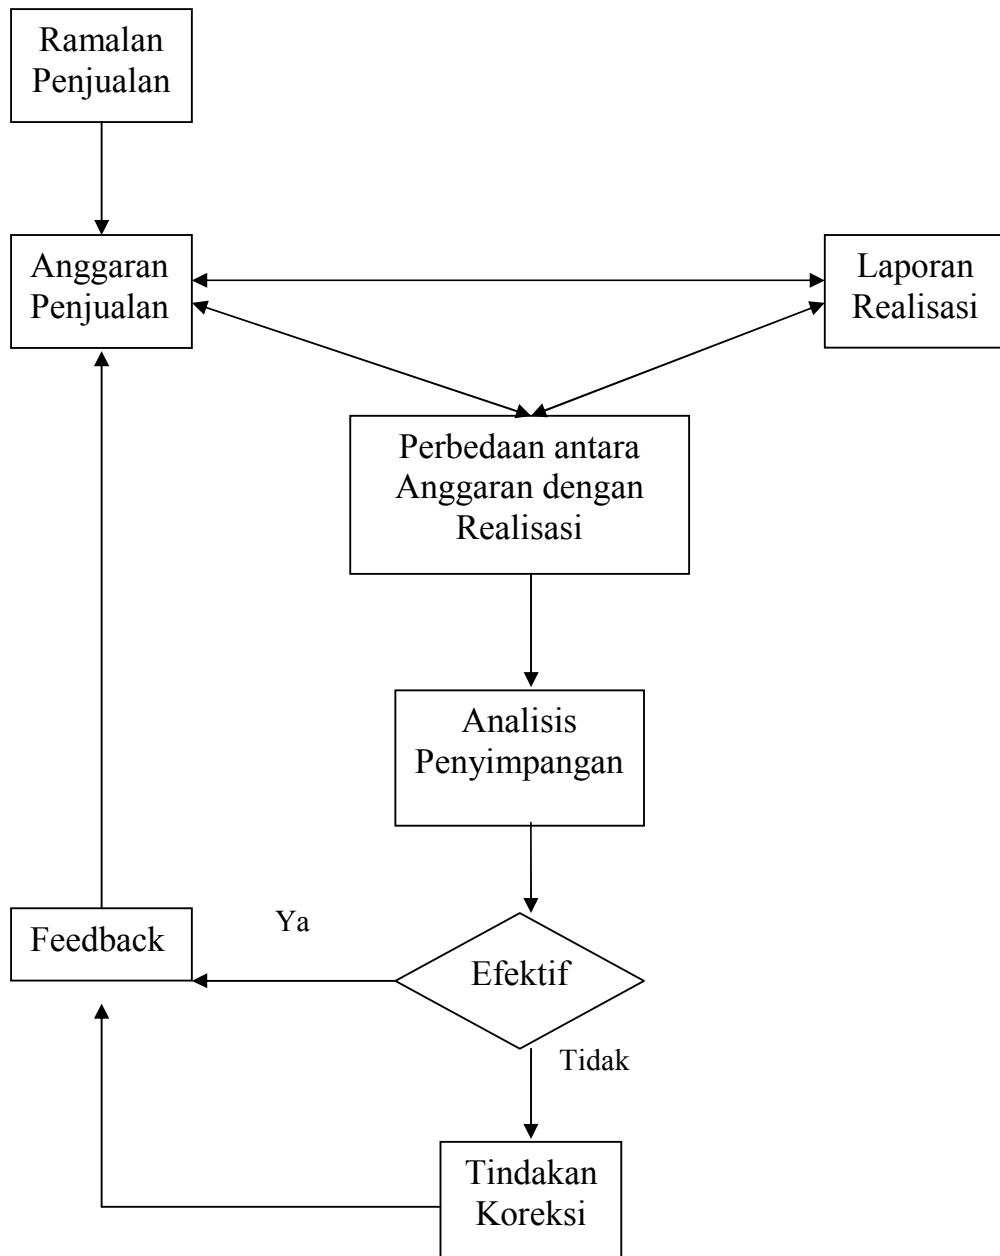 Ramalan
Penjualan
Anggaran
Penjualan
Laporan
Realisasi
Perbedaan antara
Anggaran dengan
Realisasi
Analisis
Penyimpangan
Feedback
Ya
Efektif
Tidak
Tindakan
Koreksi